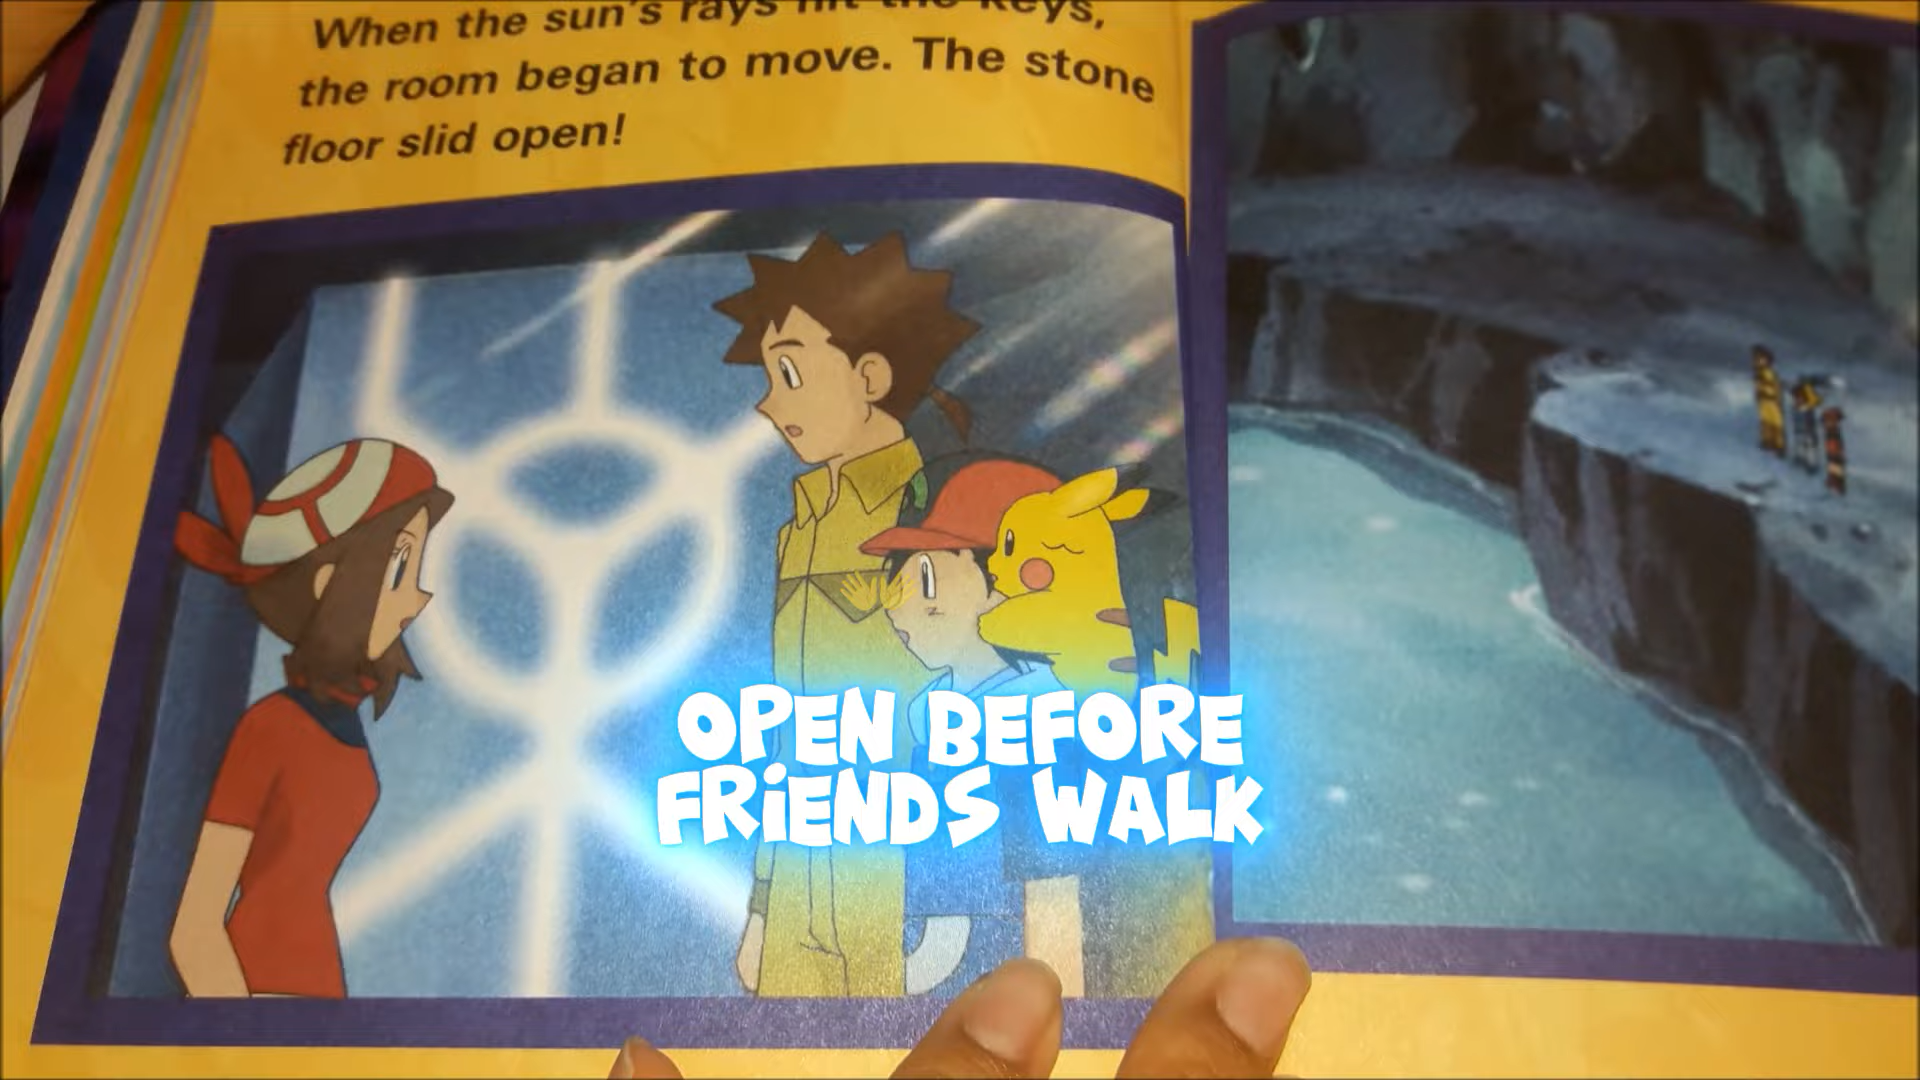 When the sun's rays hit the keys,
the room began to move. The stone
floor slid open!
OPEN BEFORE
FRiENDS WALK